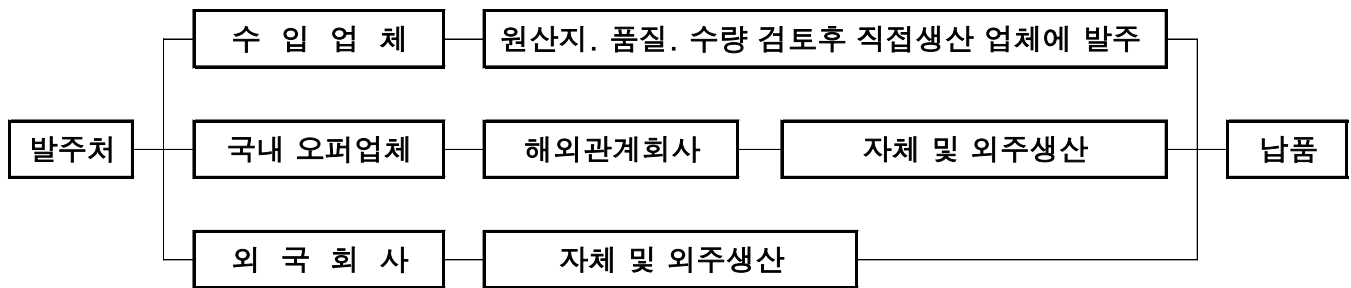 수 입 업 체
원산지. 품질. 수량 검토후 직접생산 업체에 발주
발주처
국내 오퍼업체
해외관계회사
자체 및 외주생산
납품
외 국 회 사
자체 및 외주생산